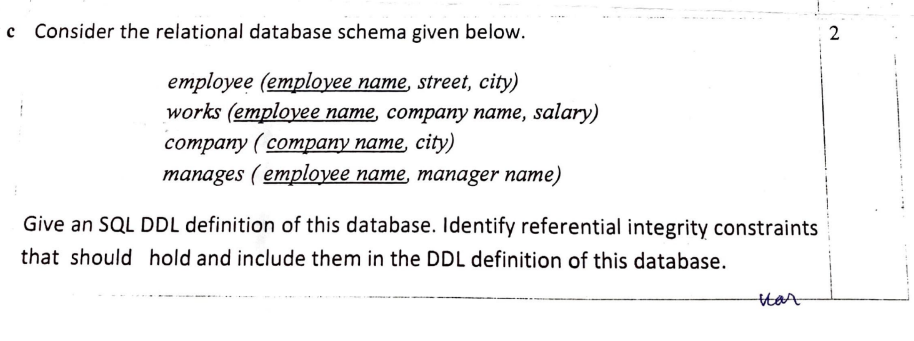 c Consider the relational database schema given below. 2
employee (employee name, street, city)
works (employee name, company name, salary)
company ( company name, city)
manages ( employee name, manager name)
Give an SQL DDL definition of this database. Identify referential integrity constraints
that should hold and include them in the DDL definition of this database.